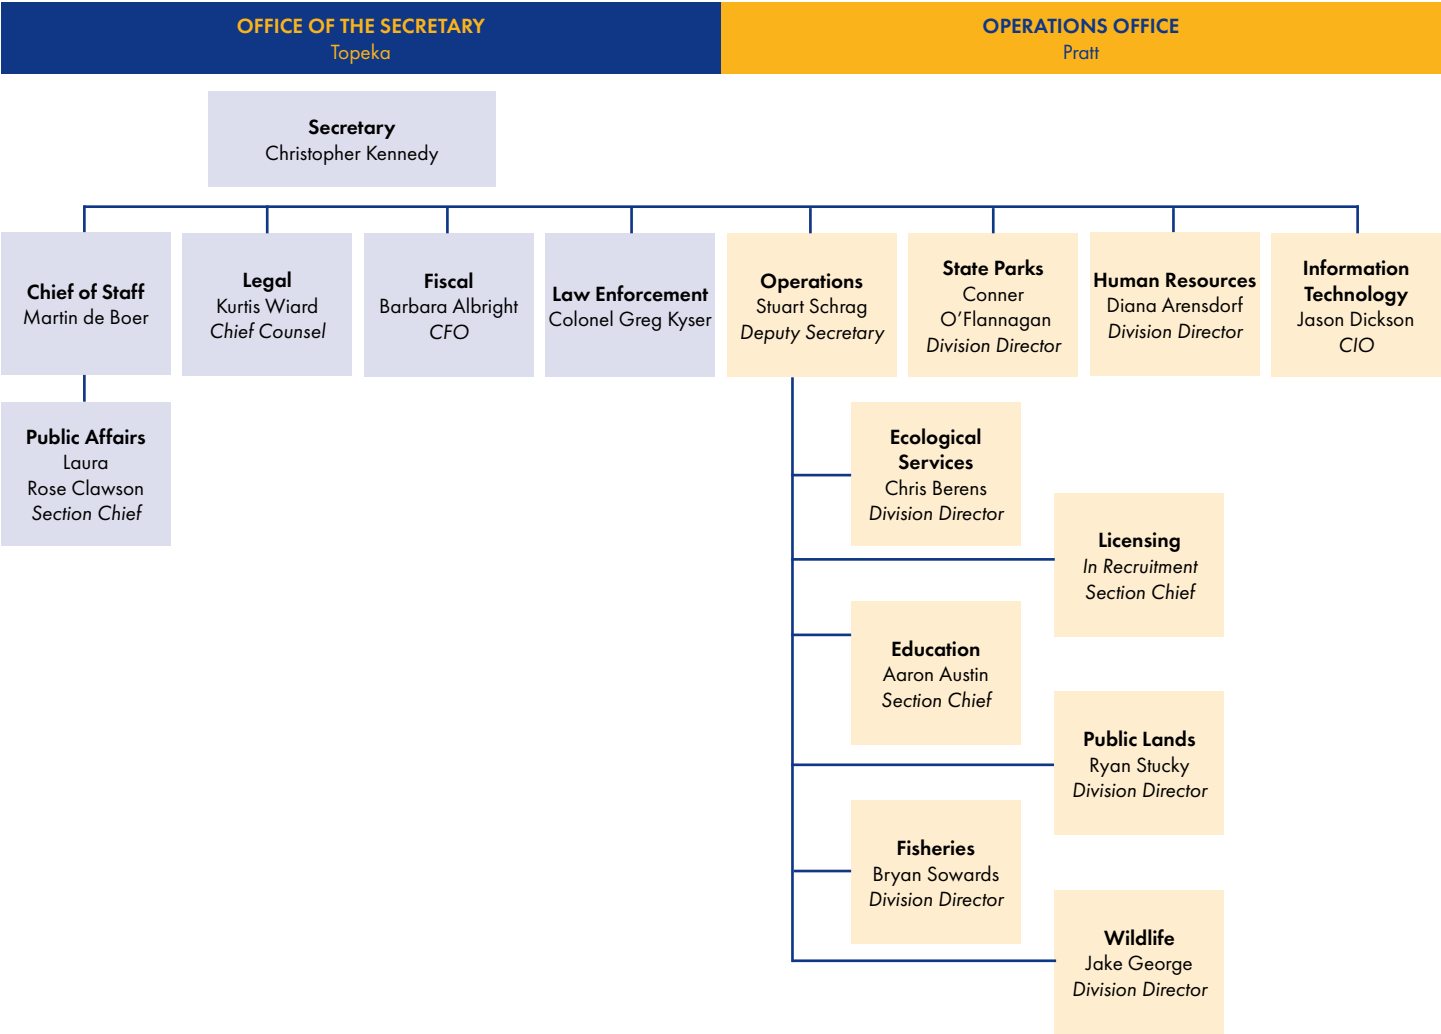 OFFICE OF THE SECRETARY
Topeka
OPERATIONS OFFICE
Pratt
Secretary
Christopher Kennedy
Chief of Staff
Martin de Boer
Legal
Kurtis Wiard
Chief Counsel
Fiscal
Barbara Albright
CFO
Law Enforcement
Colonel Greg Kyser
Operations
Stuart Schrag
Deputy Secretary
State Parks
Conner
O’Flannagan
Division Director
Human Resources
Diana Arensdorf
Division Director
Information
Technology
Jason Dickson
CIO
Public Affairs
Laura
Rose Clawson
Section Chief
Ecological
Services
Chris Berens
Division Director
Licensing
In Recruitment
Section Chief
Education
Aaron Austin
Section Chief
Public Lands
Ryan Stucky
Division Director
Fisheries
Bryan Sowards
Division Director
Wildlife
Jake George
Division Director